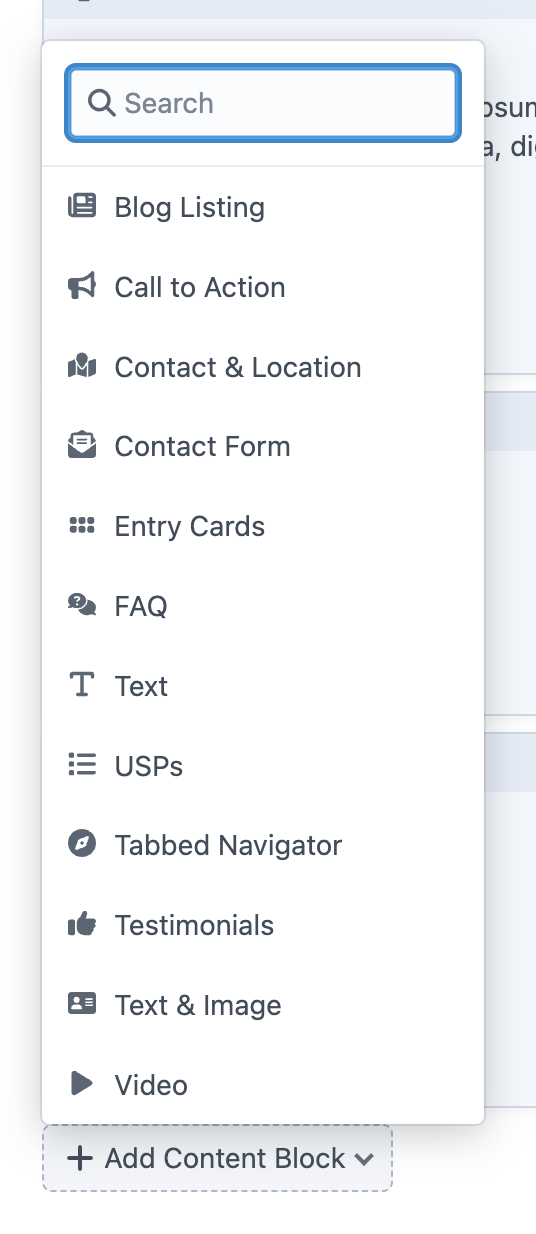 Search
a, di
Blog Listing
Call to Action
Contact & Location
Contact Form
Entry Cards
FAQ
Text
USPs
Tabbed Navigator
Testimonials
Text & Image
Video
Add Content Block